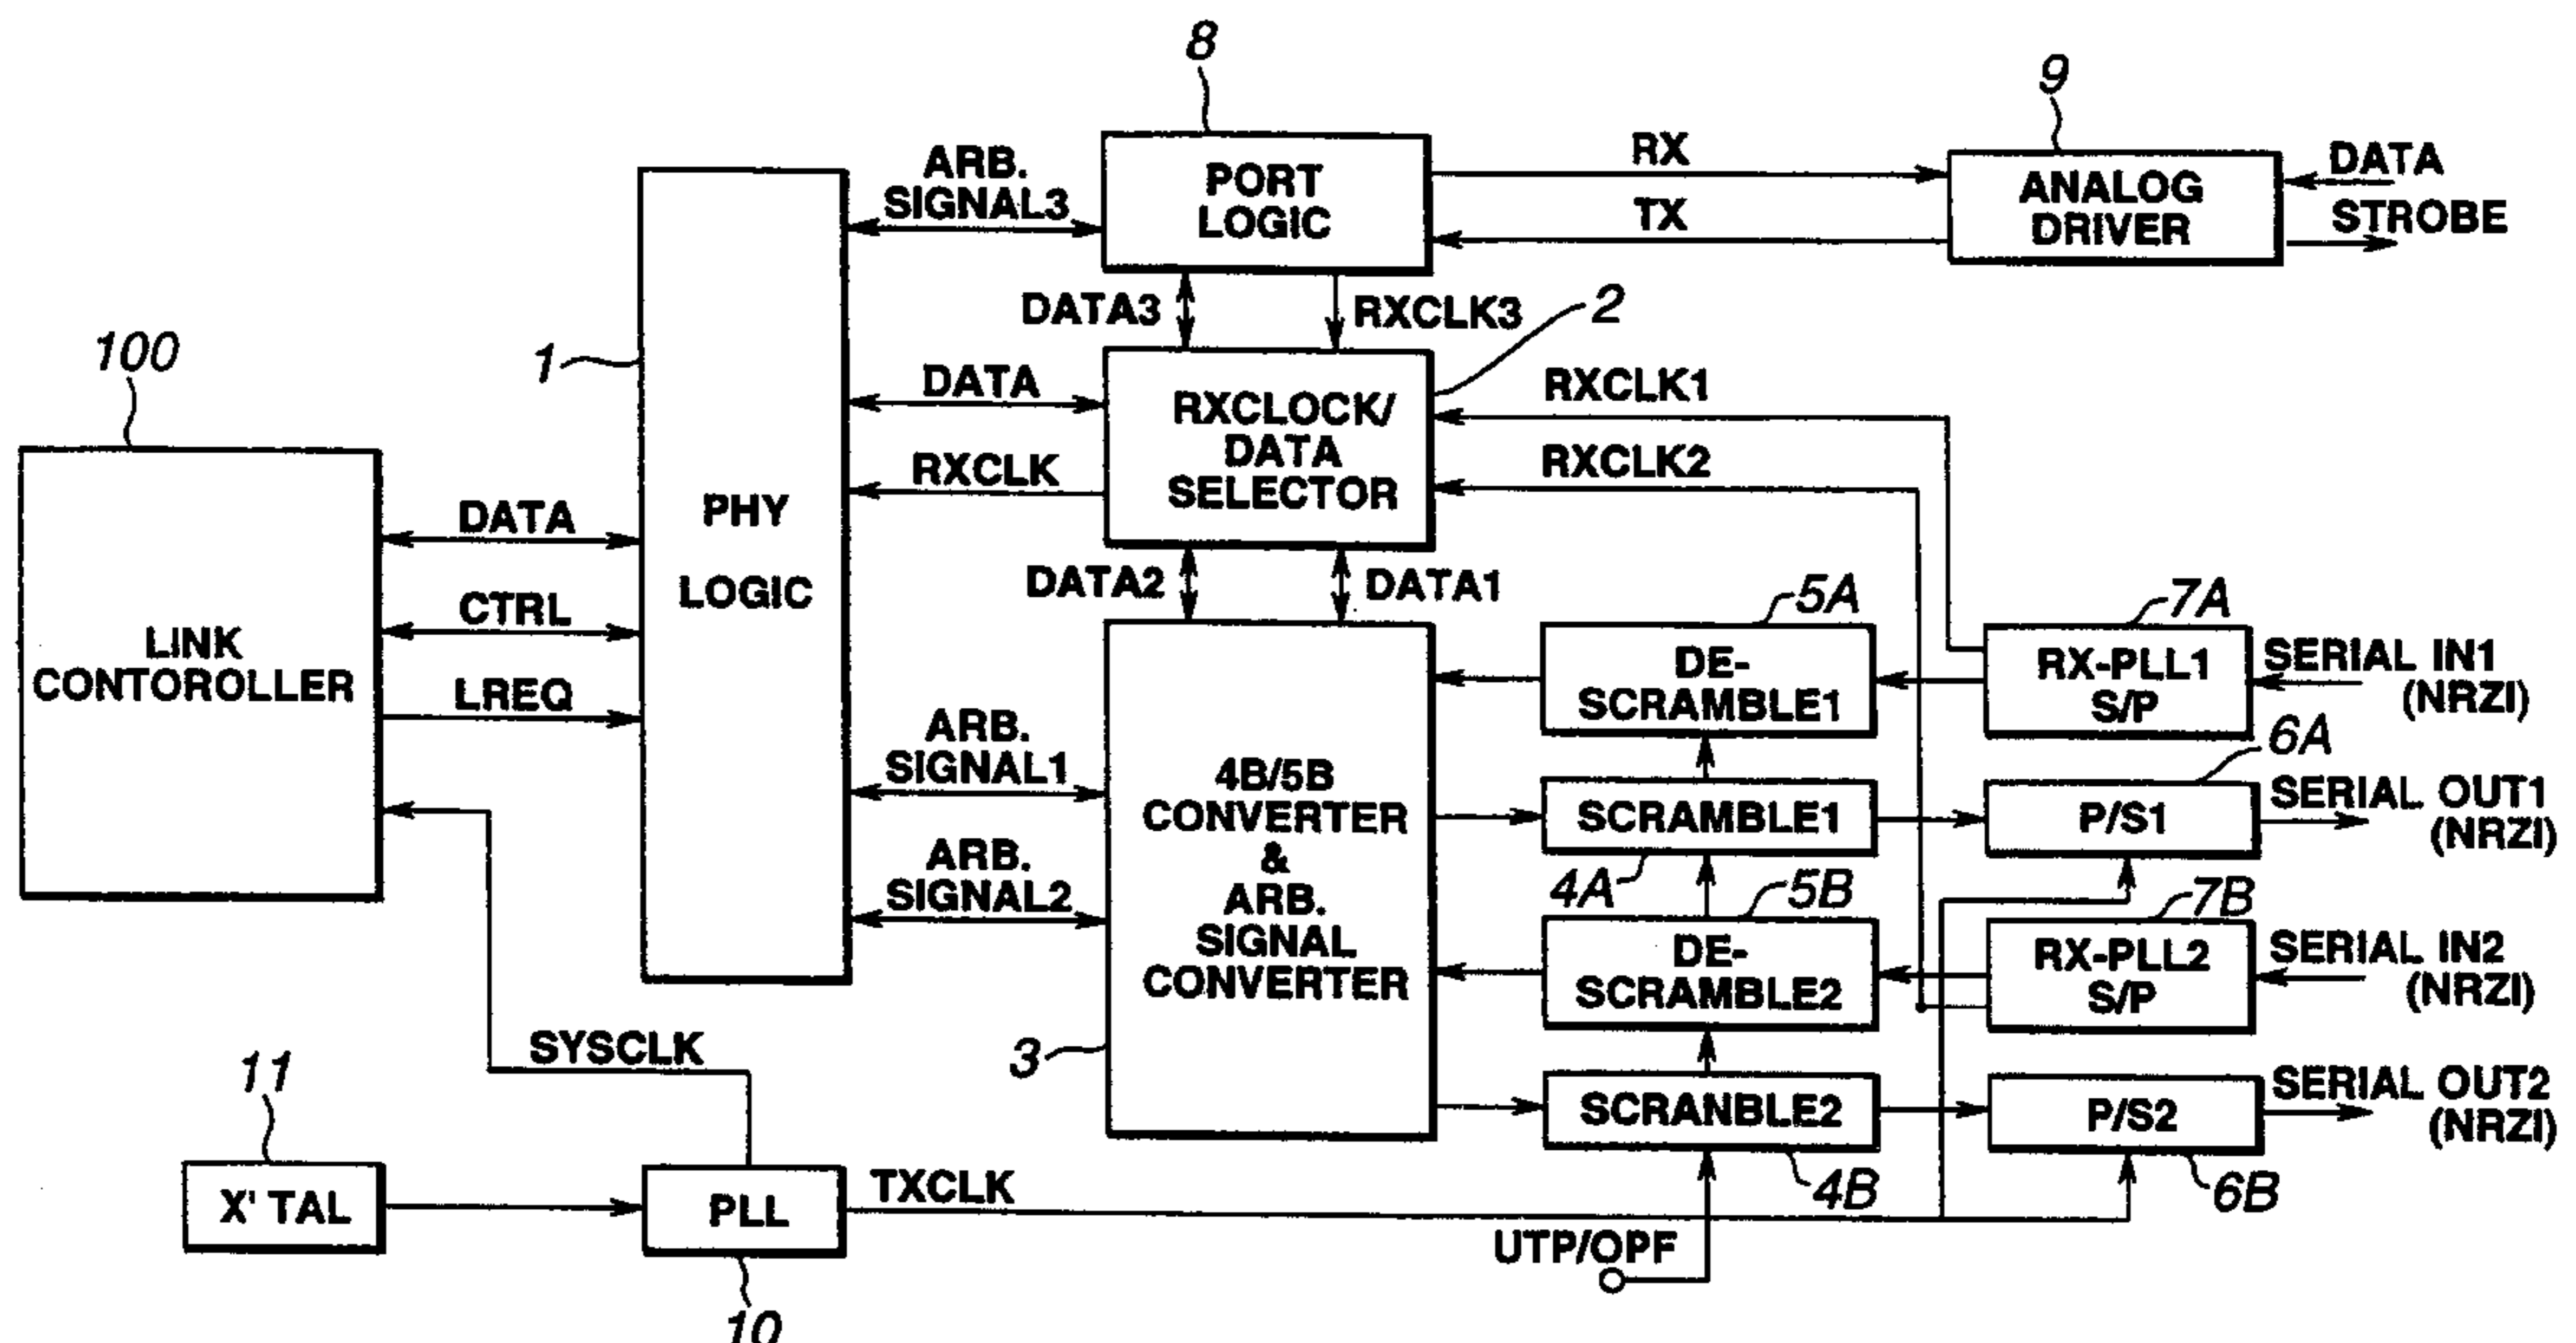 8
9
ARB.
SIGNAL3
PORT
LOGIC
RX
TX
ANALOG
DRIVER
DATA
STROBE
DATA3
RXCLK3
2
100
1
DATA
RXCLK
RXCLOCK/
DATA
SELECTOR
RXCLK1
RXCLK2
LINK
CONTOROLLER
DATA
CTRL
LREQ
PHY
LOGIC
DATA2
DATA1
5A
7A
DE-
SCRAMBLE1
RX-PLL1
S/P
SERIAL IN1
(NRZI)
6A
ARB.
SIGNAL1
ARB.
SIGNAL2
4B/5B
CONVERTER
&
ARB.
SIGNAL
CONVERTER
SCRAMBLE1
P/S1
SERIAL OUT1
(NRZI)
4A
5B
7B
DE-
SCRAMBLE2
RX-PLL2
S/P
SERIAL IN2
(NRZI)
3
SYSCLK
11
SCRANBLE2
P/S2
SERIAL OUT2
(NRZI)
4B
6B
X' TAL
PLL
TXCLK
UTP/OPF
10